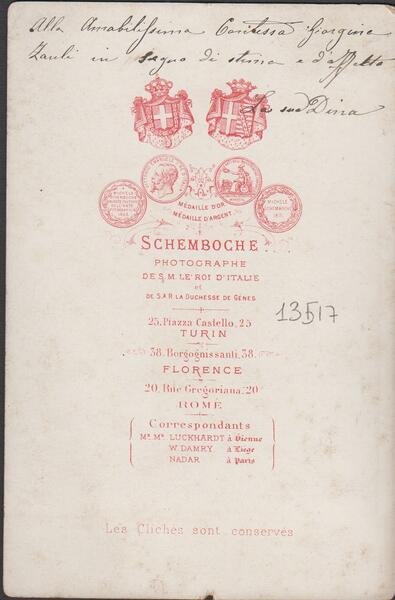 Alla Amabilissima Contessa Giorgina
Zauli in segno di stima e d'affetto
La sua Dina
MÉDAILLE D'OR
MÉDAILLE D'ARGENT
SCHEMBOCHE
PHOTOGRAPHE
DE S. M. LE ROI D'ITALIE
et
DE S.A.R. LA DUCHESSE DE GÊNES
13517
25, Piazza Castello, 25
TURIN
38, Borgognissanti, 38,
FLORENCE
20, Rue Gregoriana, 20
ROME
Correspondants
Mr. Mr. LUCKHARDT à Vienne
W. DAMRY à Liege
NADAR à Paris
Les Clichés sont conservés